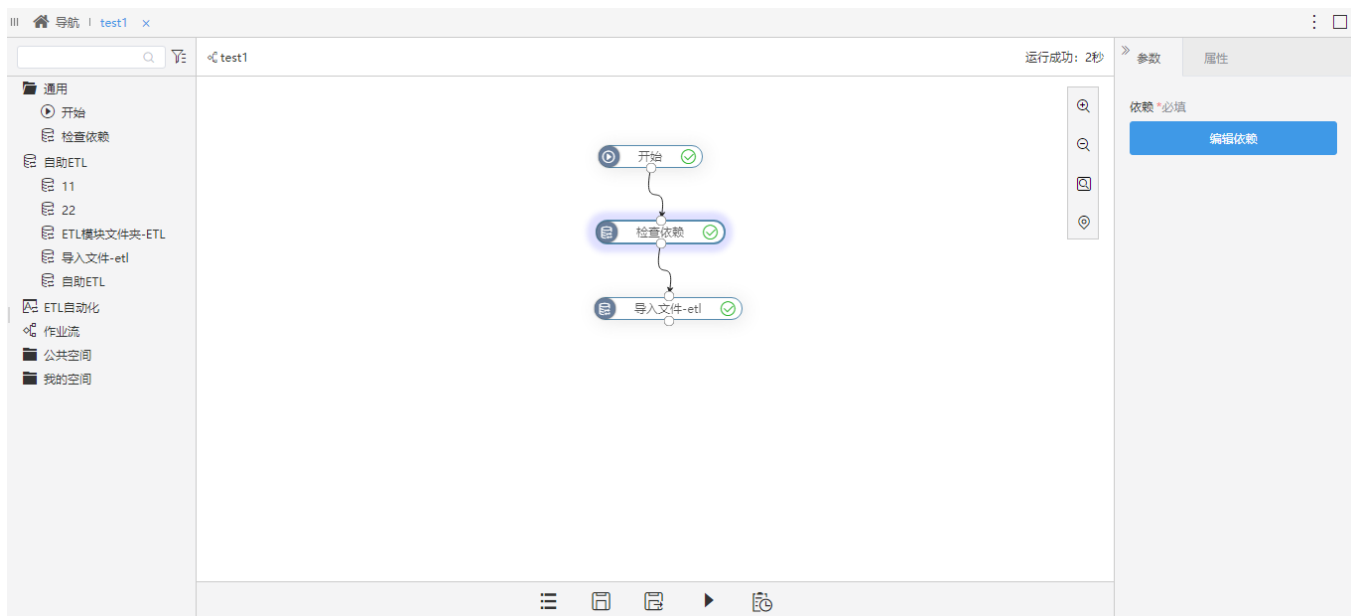 导航 test1 ×
test1
运行成功: 2秒
参数 属性
通用
开始
检查依赖
自助ETL
11
22
ETL模块文件夹-ETL
导入文件-etl
自助ETL
ETL自动化
作业流
公共空间
我的空间
开始
检查依赖
导入文件-etl
依赖 *必填
编辑依赖